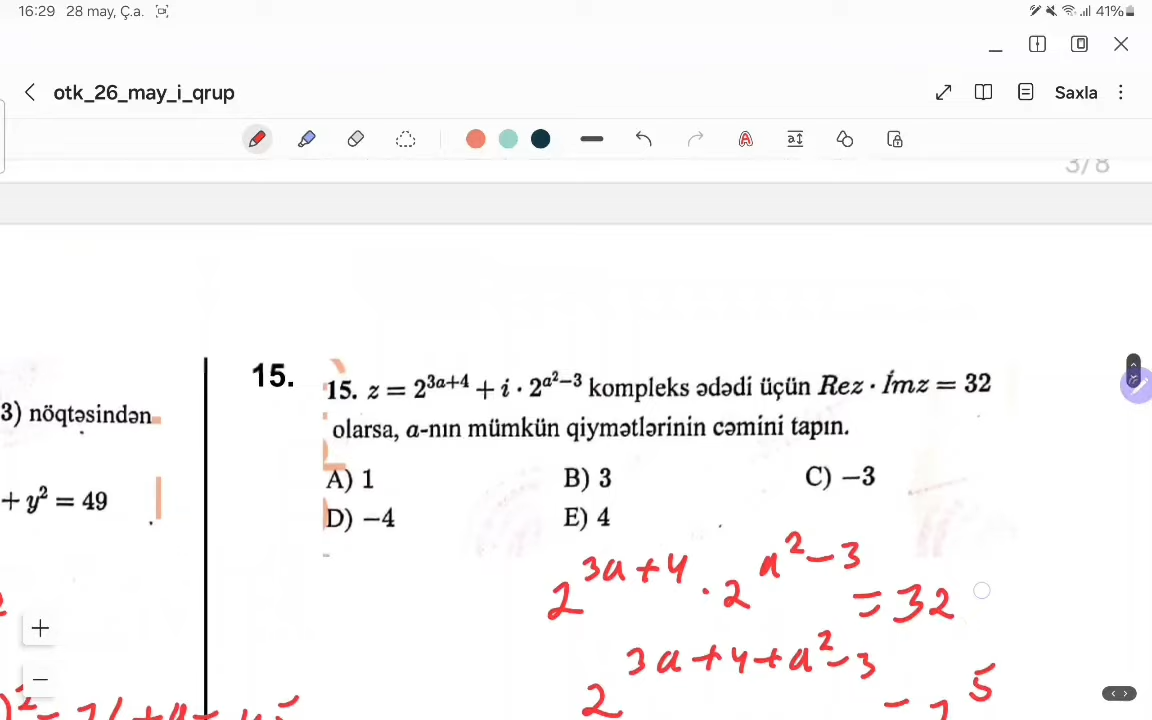 16:29 28 may, Ç.a. 41%
otk_26_may_i_qrup
Saxla
3/8
15.
15. z = 2^{3a+4} + i · 2^{a²−3} kompleks ədədi üçün Rez · İmz = 32
olarsa, a-nın mümkün qiymətlərinin cəmini tapın.
A) 1 B) 3 C) −3
D) −4 E) 4
3) nöqtəsindən
+ y² = 49
2^{3a+4} · 2^{a²−3} = 32
2^{3a+4+a²−3} = 2^5